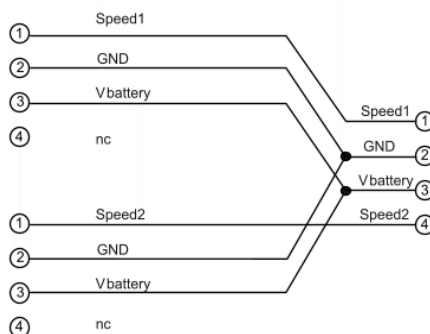 Speed1
1
GND
2
Vbattery
3
4
nc
Speed1
1
GND
2
Vbattery
3
Speed2
4
1
Speed2
GND
2
Vbattery
3
4
nc